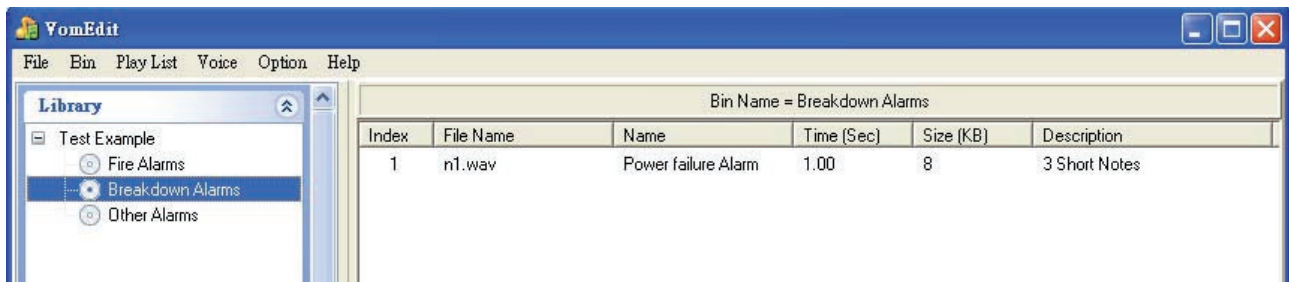 YomEdit
File Bin Play List Voice Option Help
Library
Test Example
Fire Alarms
Breakdown Alarms
Other Alarms
Bin Name = Breakdown Alarms
Index File Name Name Time (Sec) Size (KB) Description
1 n1.wav Power failure Alarm 1.00 8 3 Short Notes